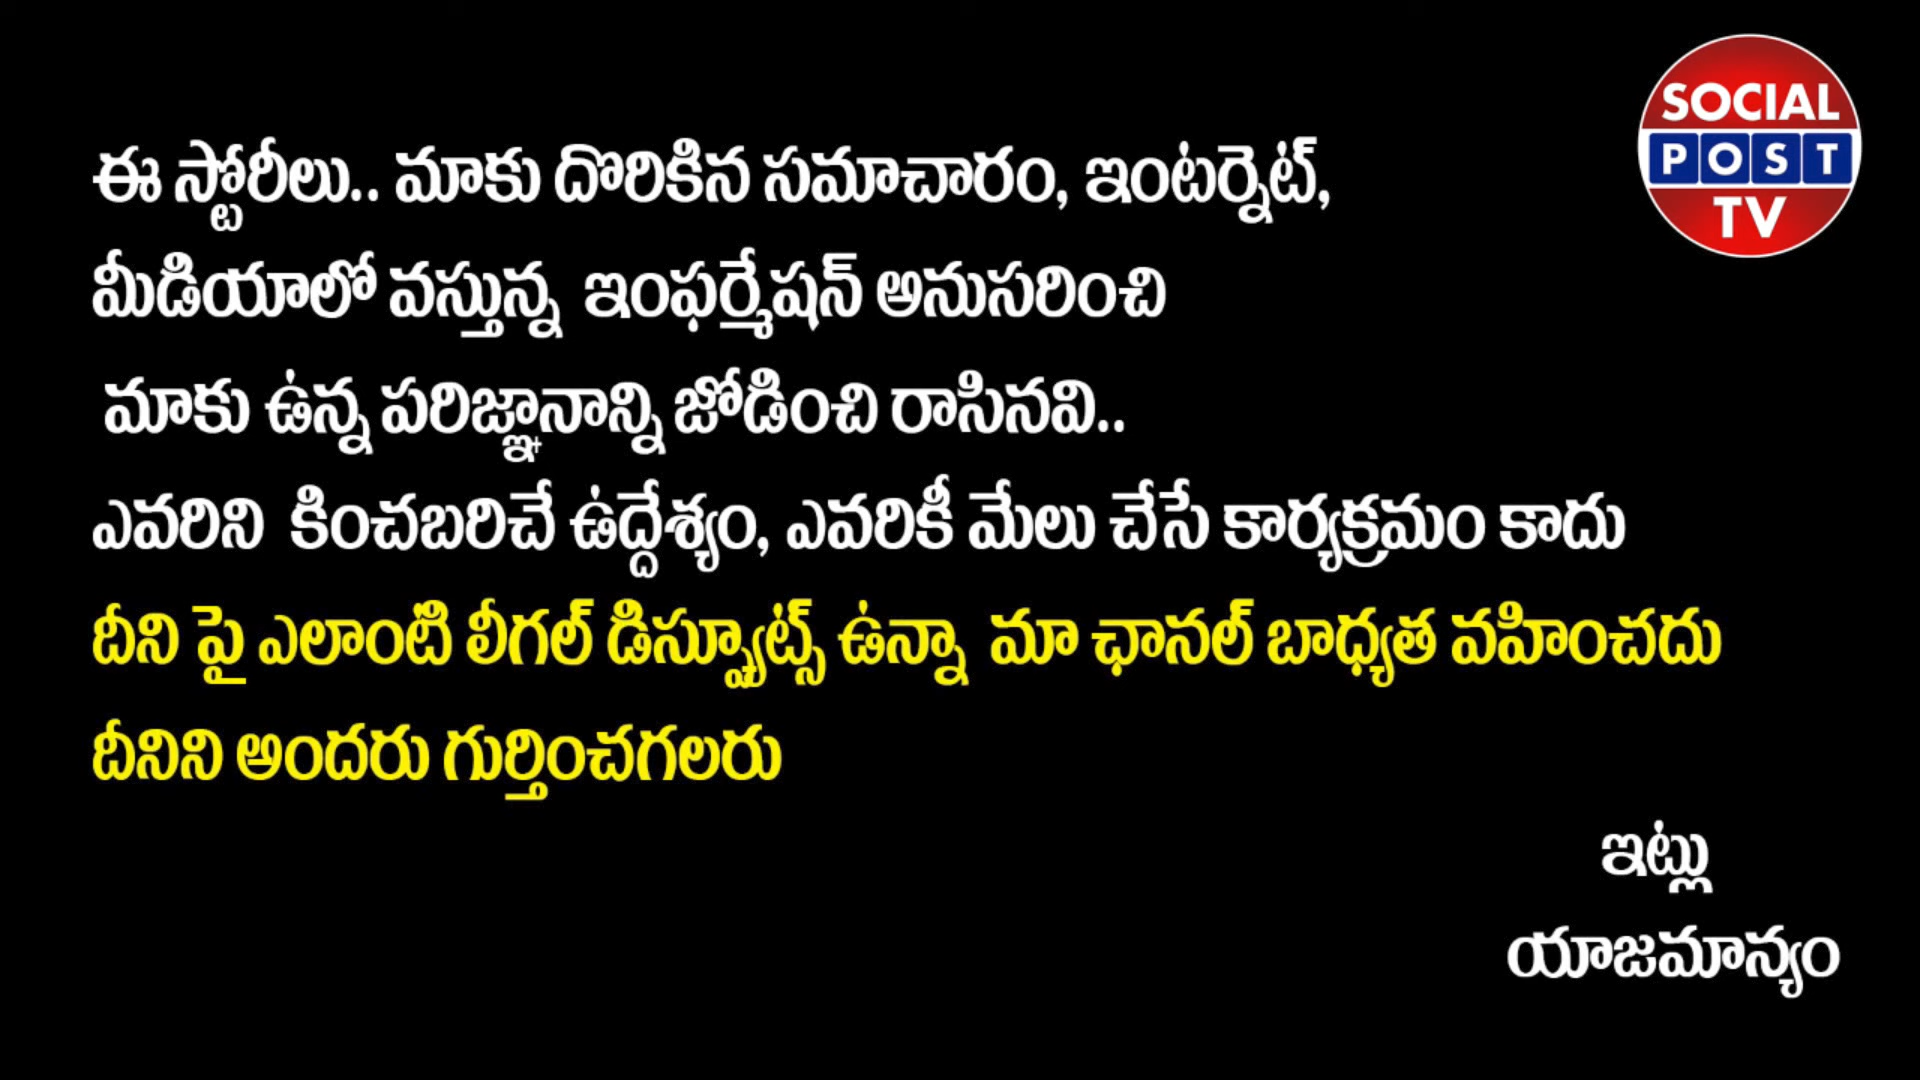 SOCIAL
POST
TV
ఈ స్టోరీలు.. మాకు దొరికిన సమాచారం, ఇంటర్నెట్,
మీడియాలో వస్తున్న ఇంఫర్మేషన్ అనుసరించి
మాకు ఉన్న పరిజ్ఞానాన్ని జోడించి రాసినవి..
ఎవరిని కించబరిచే ఉద్దేశ్యం, ఎవరికీ మేలు చేసే కార్యక్రమం కాదు
దీని పై ఎలాంటి లీగల్ డిస్ప్యూట్స్ ఉన్నా మా ఛానల్ బాధ్యత వహించదు
దీనిని అందరు గుర్తించగలరు
ఇట్లు
యాజమాన్యం